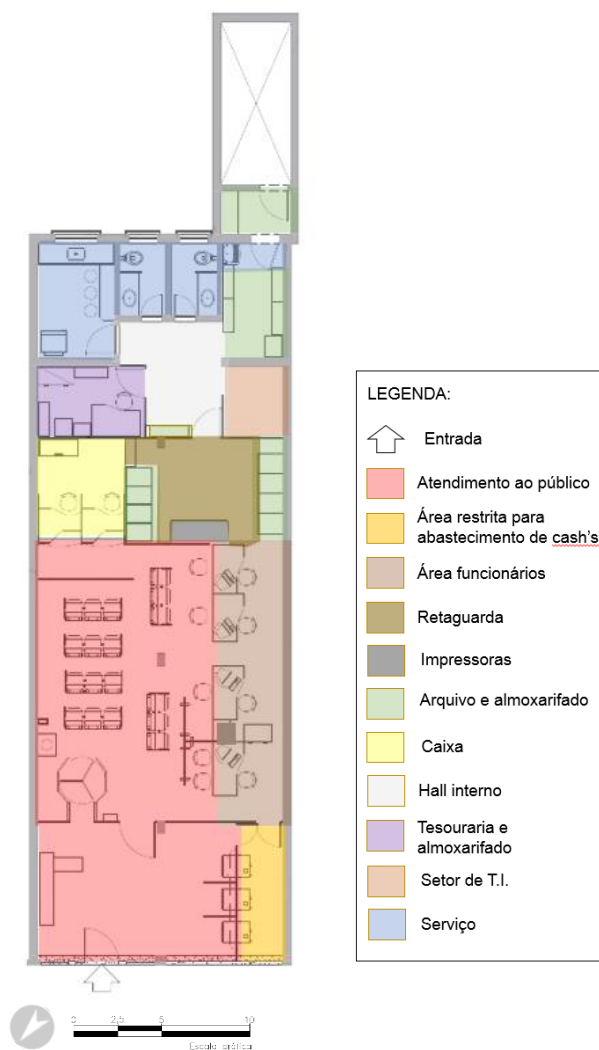 LEGENDA:
Entrada
Atendimento ao público
Área restrita para
abastecimento de cash's
Área funcionários
Retaguarda
Impressoras
Arquivo e almoxarifado
Caixa
Hall interno
Tesouraria e
almoxarifado
Setor de T.I.
Serviço
0 2,5 5 10
Escala gráfica